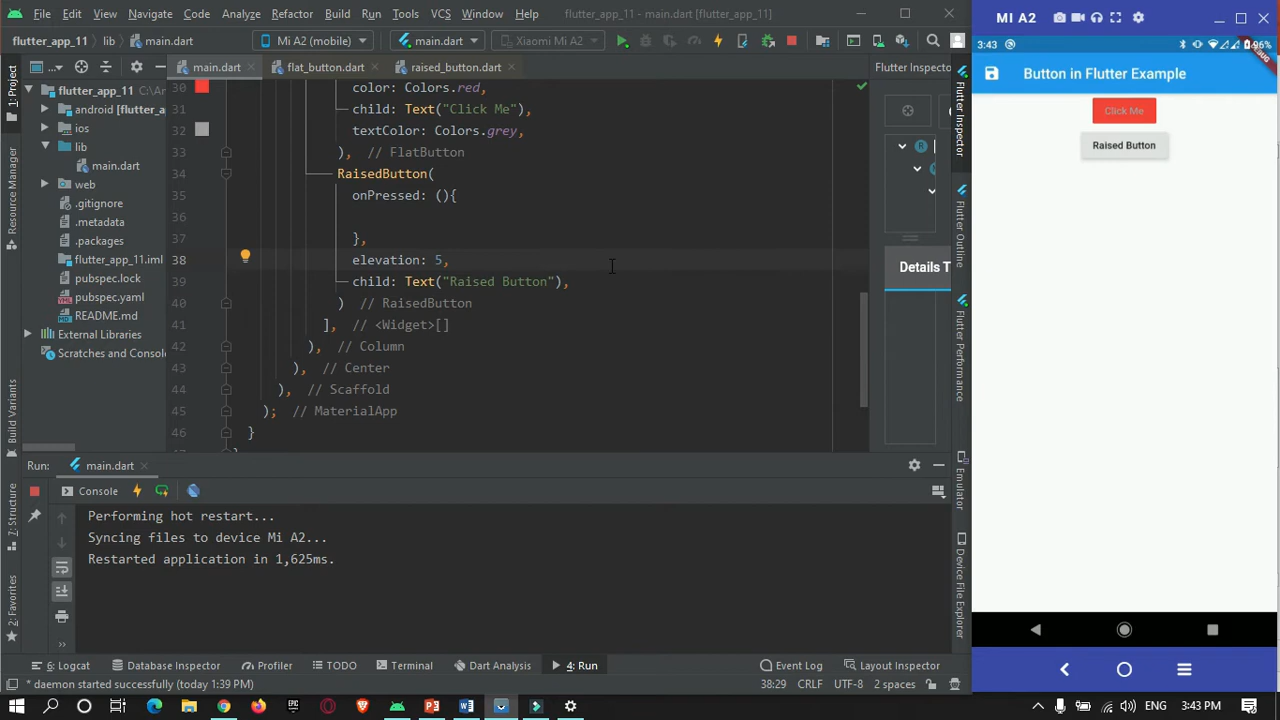 File Edit View Navigate Code Analyze Refactor Build Run Tools VCS Window Help flutter_app_11 - main.dart [flutter_app_11]
flutter_app_11 lib main.dart Mi A2 (mobile) main.dart Xiaomi Mi A2
1: Project
Resource Manager
Build Variants
7: Structure
2: Favorites
flutter_app_11 C:\Ar
android [flutter_a
ios
lib
main.dart
web
.gitignore
.metadata
.packages
flutter_app_11.iml
pubspec.lock
pubspec.yaml
README.md
External Libraries
Scratches and Consol
main.dart flat_button.dart raised_button.dart
30 color: Colors.red,
31 child: Text("Click Me"),
32 textColor: Colors.grey,
33 ), // FlatButton
34 RaisedButton(
35 onPressed: (){
36
37 },
38 elevation: 5,
39 child: Text("Raised Button"),
40 ) // RaisedButton
41 ], // <Widget>[]
42 ), // Column
43 ), // Center
44 ), // Scaffold
45 ); // MaterialApp
46 }
Flutter Inspecto
Details T
Flutter Inspector
Flutter Outline
Flutter Performance
Emulator
Device File Explorer
Run: main.dart
Console
Performing hot restart...
Syncing files to device Mi A2...
Restarted application in 1,625ms.
6: Logcat Database Inspector Profiler TODO Terminal Dart Analysis 4: Run Event Log Layout Inspector
* daemon started successfully (today 1:39 PM) 38:29 CRLF UTF-8 2 spaces
ENG 3:43 PM
MI A2
3:43 96%
Button in Flutter Example
Click Me
Raised Button